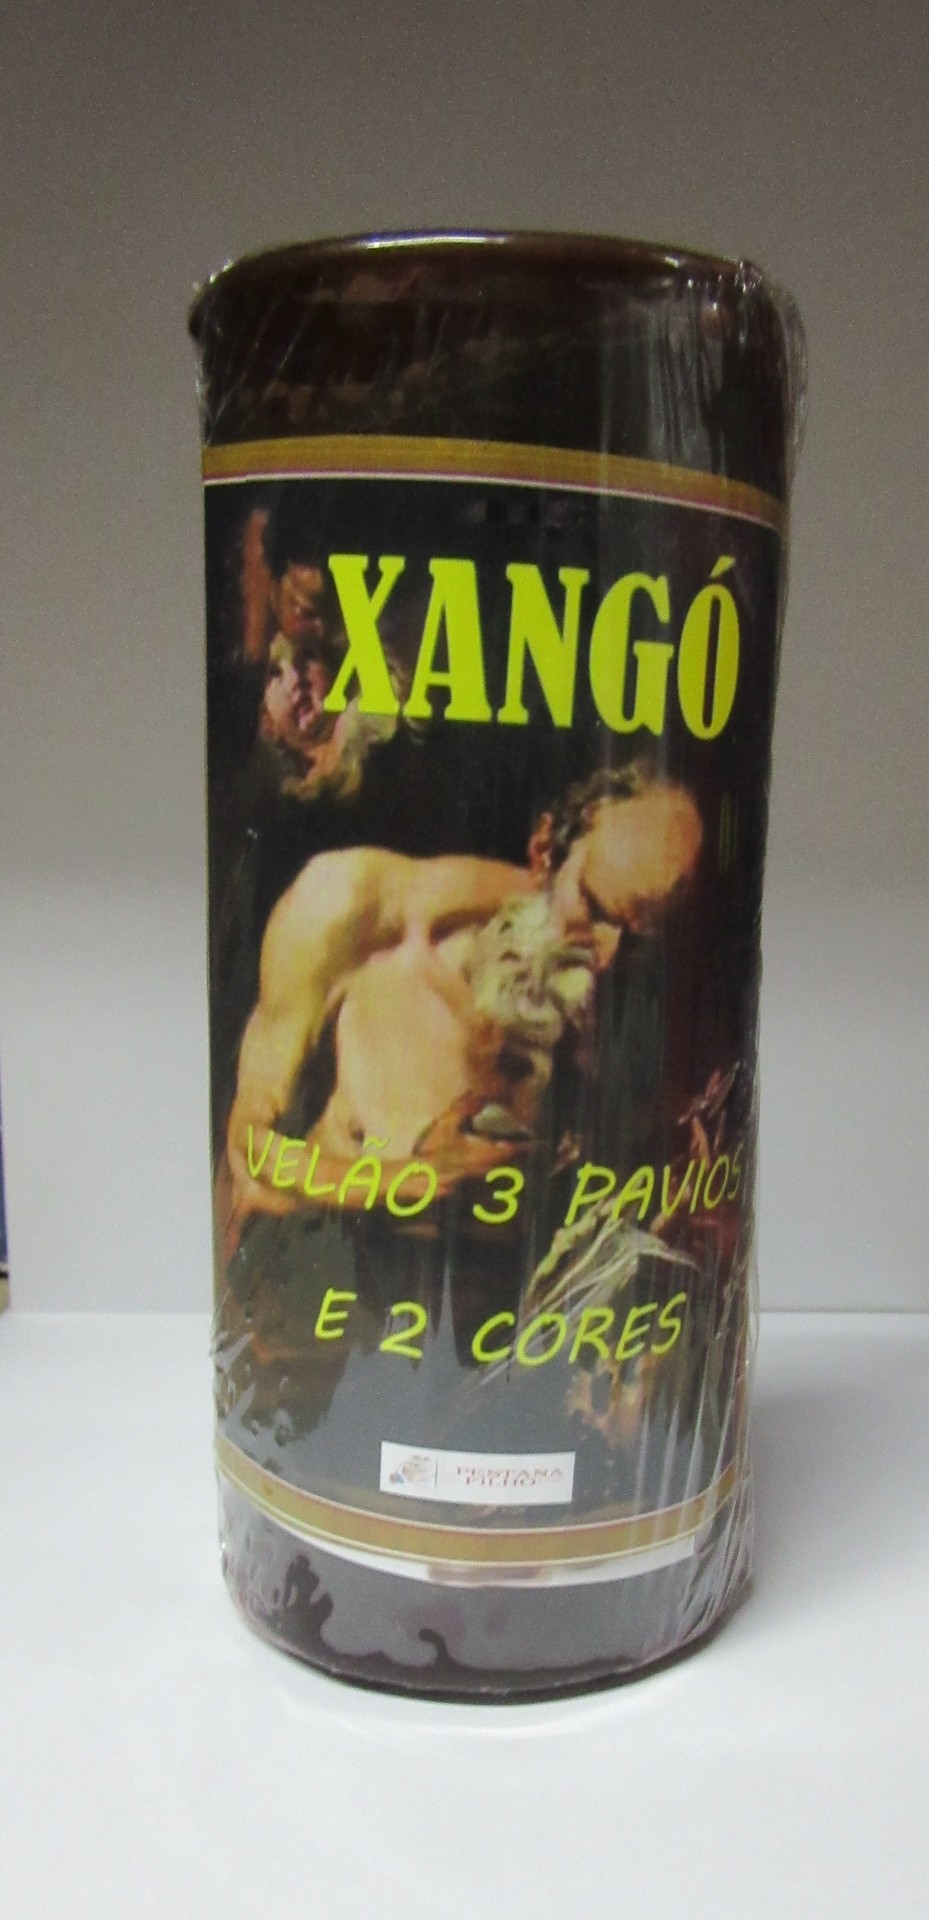 XANGÓ
VELÃO 3 PAVIOS
E 2 CORES
PESTANA
FILHO